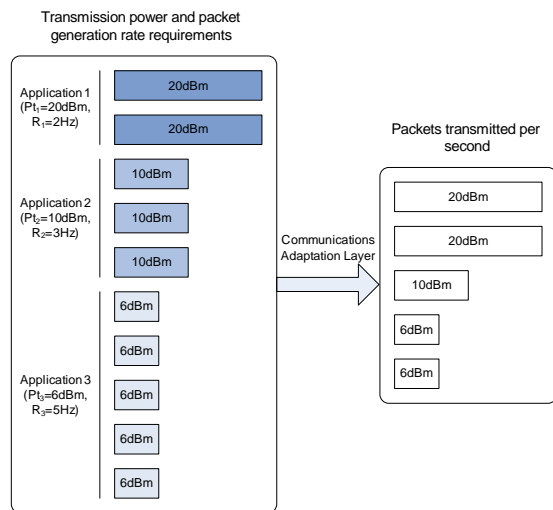 Transmission power and packet
generation rate requirements
Application 1
(Pt1=20dBm,
R1=2Hz)
20dBm
20dBm
Application 2
(Pt2=10dBm,
R2=3Hz)
10dBm
10dBm
10dBm
Application 3
(Pt3=6dBm,
R3=5Hz)
6dBm
6dBm
6dBm
6dBm
6dBm
Communications
Adaptation Layer
Packets transmitted per
second
20dBm
20dBm
10dBm
6dBm
6dBm